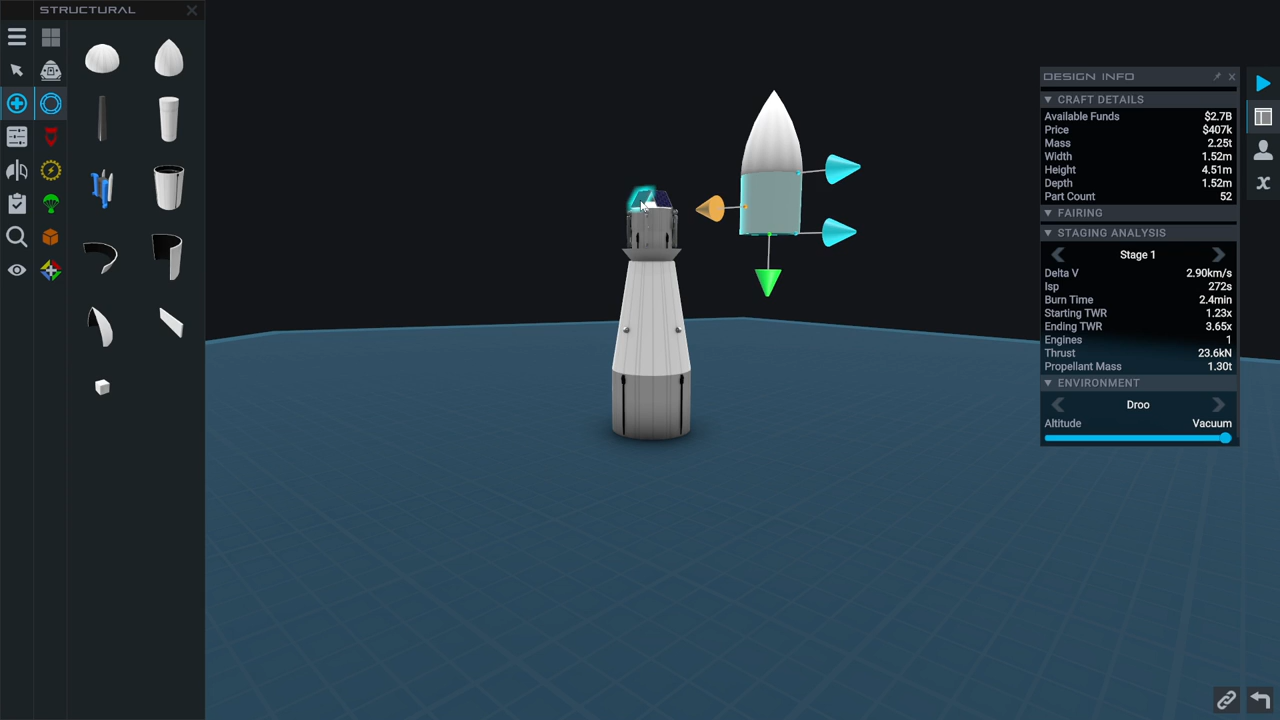 STRUCTURAL
DESIGN INFO
CRAFT DETAILS
Available Funds $2.7B
Price $407k
Mass 2.25t
Width 1.52m
Height 4.51m
Depth 1.52m
Part Count 52
FAIRING
STAGING ANALYSIS
Stage 1
Delta V 2.90km/s
Isp 272s
Burn Time 2.4min
Starting TWR 1.23x
Ending TWR 3.65x
Engines 1
Thrust 23.6kN
Propellant Mass 1.30t
ENVIRONMENT
Droo
Altitude Vacuum